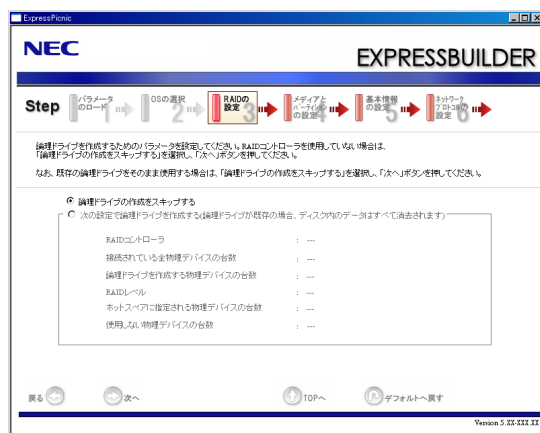 ExpressPicnic
NEC
EXPRESSBUILDER
Step
パラメータのロード 1
OSの選択 2
RAIDの設定 3
メディアとパーティションの設定 4
基本情報の設定 5
ネットワークプロトコルの設定 6
論理ドライブを作成するためのパラメータを設定してください。RAIDコントローラを使用していない場合は、
「論理ドライブの作成をスキップする」を選択し、「次へ」ボタンを押してください。
なお、既存の論理ドライブをそのまま使用する場合は、「論理ドライブの作成をスキップする」を選択し、「次へ」ボタンを押してください。
論理ドライブの作成をスキップする
次の設定で論理ドライブを作成する(論理ドライブが既存の場合、ディスク内のデータはすべて消去されます)
RAIDコントローラ : ---
接続されている全物理デバイスの台数 : ---
論理ドライブを作成する物理デバイスの台数 : ---
RAIDレベル : ---
ホットスペアに指定される物理デバイスの台数 : ---
使用しない物理デバイスの台数 : ---
戻る 次へ TOPへ デフォルトへ戻す
Version 5.XX-XXX.XX